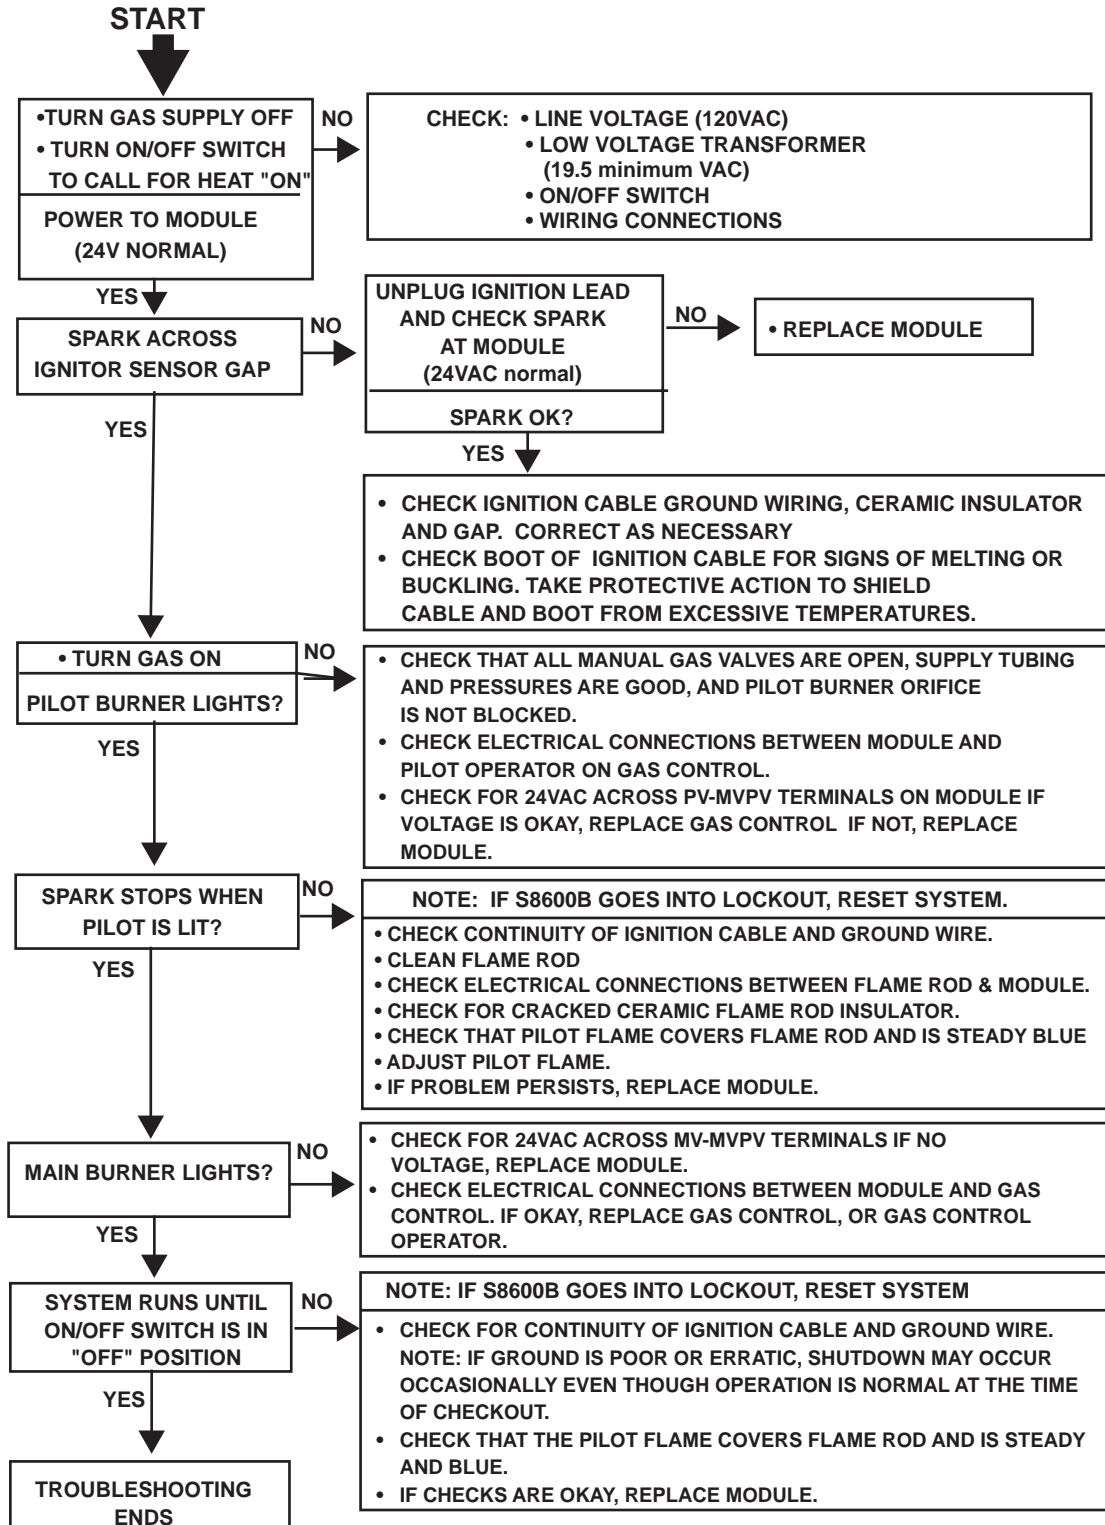 START
•TURN GAS SUPPLY OFF
• TURN ON/OFF SWITCH
TO CALL FOR HEAT "ON"
POWER TO MODULE
(24V NORMAL)
NO
CHECK: • LINE VOLTAGE (120VAC)
• LOW VOLTAGE TRANSFORMER
(19.5 minimum VAC)
• ON/OFF SWITCH
• WIRING CONNECTIONS
YES
SPARK ACROSS
IGNITOR SENSOR GAP
NO
UNPLUG IGNITION LEAD
AND CHECK SPARK
AT MODULE
(24VAC normal)
SPARK OK?
NO
• REPLACE MODULE
YES
YES
• CHECK IGNITION CABLE GROUND WIRING, CERAMIC INSULATOR
AND GAP. CORRECT AS NECESSARY
• CHECK BOOT OF IGNITION CABLE FOR SIGNS OF MELTING OR
BUCKLING. TAKE PROTECTIVE ACTION TO SHIELD
CABLE AND BOOT FROM EXCESSIVE TEMPERATURES.
• TURN GAS ON
PILOT BURNER LIGHTS?
NO
• CHECK THAT ALL MANUAL GAS VALVES ARE OPEN, SUPPLY TUBING
AND PRESSURES ARE GOOD, AND PILOT BURNER ORIFICE
IS NOT BLOCKED.
• CHECK ELECTRICAL CONNECTIONS BETWEEN MODULE AND
PILOT OPERATOR ON GAS CONTROL.
• CHECK FOR 24VAC ACROSS PV-MVPV TERMINALS ON MODULE IF
VOLTAGE IS OKAY, REPLACE GAS CONTROL IF NOT, REPLACE
MODULE.
YES
SPARK STOPS WHEN
PILOT IS LIT?
NO
NOTE: IF S8600B GOES INTO LOCKOUT, RESET SYSTEM.
• CHECK CONTINUITY OF IGNITION CABLE AND GROUND WIRE.
• CLEAN FLAME ROD
• CHECK ELECTRICAL CONNECTIONS BETWEEN FLAME ROD & MODULE.
• CHECK FOR CRACKED CERAMIC FLAME ROD INSULATOR.
• CHECK THAT PILOT FLAME COVERS FLAME ROD AND IS STEADY BLUE
• ADJUST PILOT FLAME.
• IF PROBLEM PERSISTS, REPLACE MODULE.
YES
MAIN BURNER LIGHTS?
NO
• CHECK FOR 24VAC ACROSS MV-MVPV TERMINALS IF NO
VOLTAGE, REPLACE MODULE.
• CHECK ELECTRICAL CONNECTIONS BETWEEN MODULE AND GAS
CONTROL. IF OKAY, REPLACE GAS CONTROL, OR GAS CONTROL
OPERATOR.
YES
SYSTEM RUNS UNTIL
ON/OFF SWITCH IS IN
"OFF" POSITION
NO
NOTE: IF S8600B GOES INTO LOCKOUT, RESET SYSTEM
• CHECK FOR CONTINUITY OF IGNITION CABLE AND GROUND WIRE.
NOTE: IF GROUND IS POOR OR ERRATIC, SHUTDOWN MAY OCCUR
OCCASIONALLY EVEN THOUGH OPERATION IS NORMAL AT THE TIME
OF CHECKOUT.
• CHECK THAT THE PILOT FLAME COVERS FLAME ROD AND IS STEADY
AND BLUE.
• IF CHECKS ARE OKAY, REPLACE MODULE.
YES
TROUBLESHOOTING
ENDS